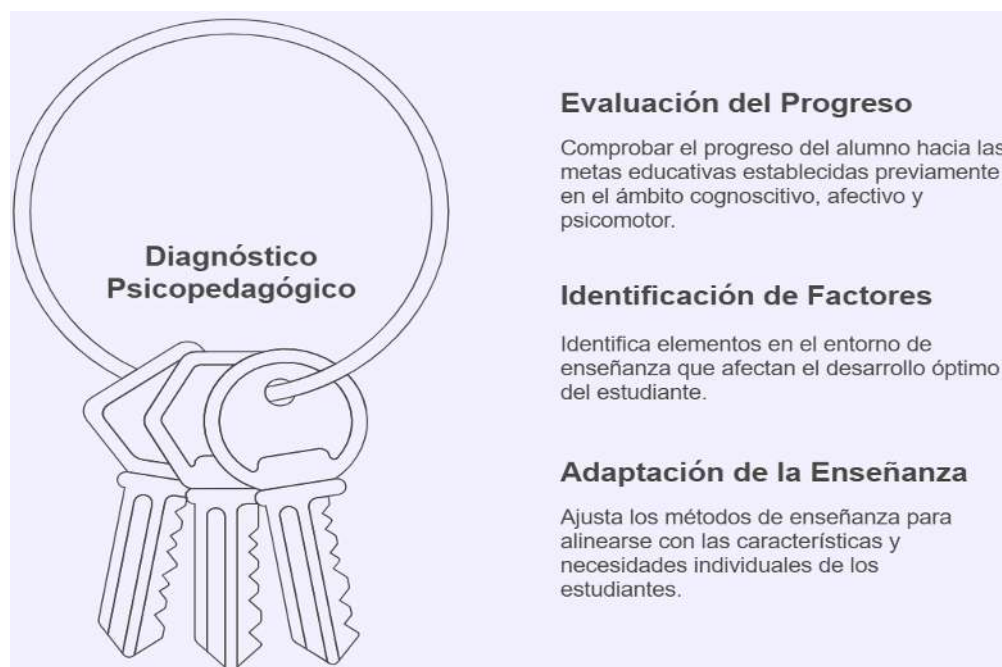 Diagnóstico
Psicopedagógico
Evaluación del Progreso
Comprobar el progreso del alumno hacia las
metas educativas establecidas previamente
en el ámbito cognoscitivo, afectivo y
psicomotor.
Identificación de Factores
Identifica elementos en el entorno de
enseñanza que afectan el desarrollo óptimo
del estudiante.
Adaptación de la Enseñanza
Ajusta los métodos de enseñanza para
alinearse con las características y
necesidades individuales de los
estudiantes.